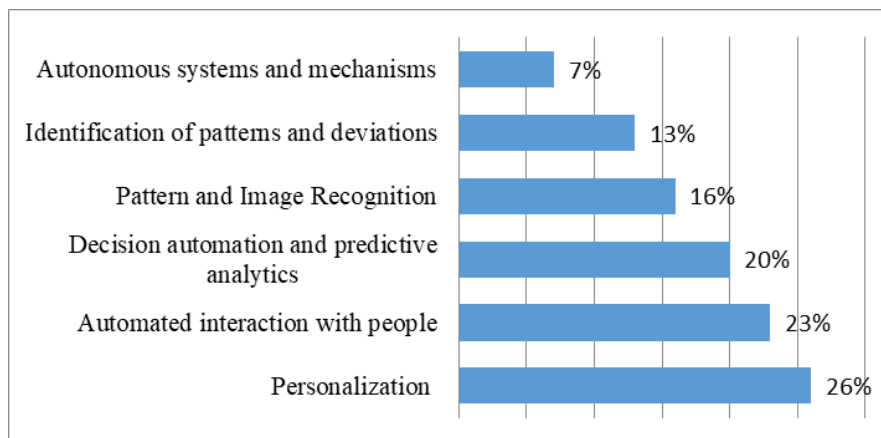 Autonomous systems and mechanisms
7%
Identification of patterns and deviations
13%
Pattern and Image Recognition
16%
Decision automation and predictive
analytics
20%
Automated interaction with people
23%
Personalization
26%